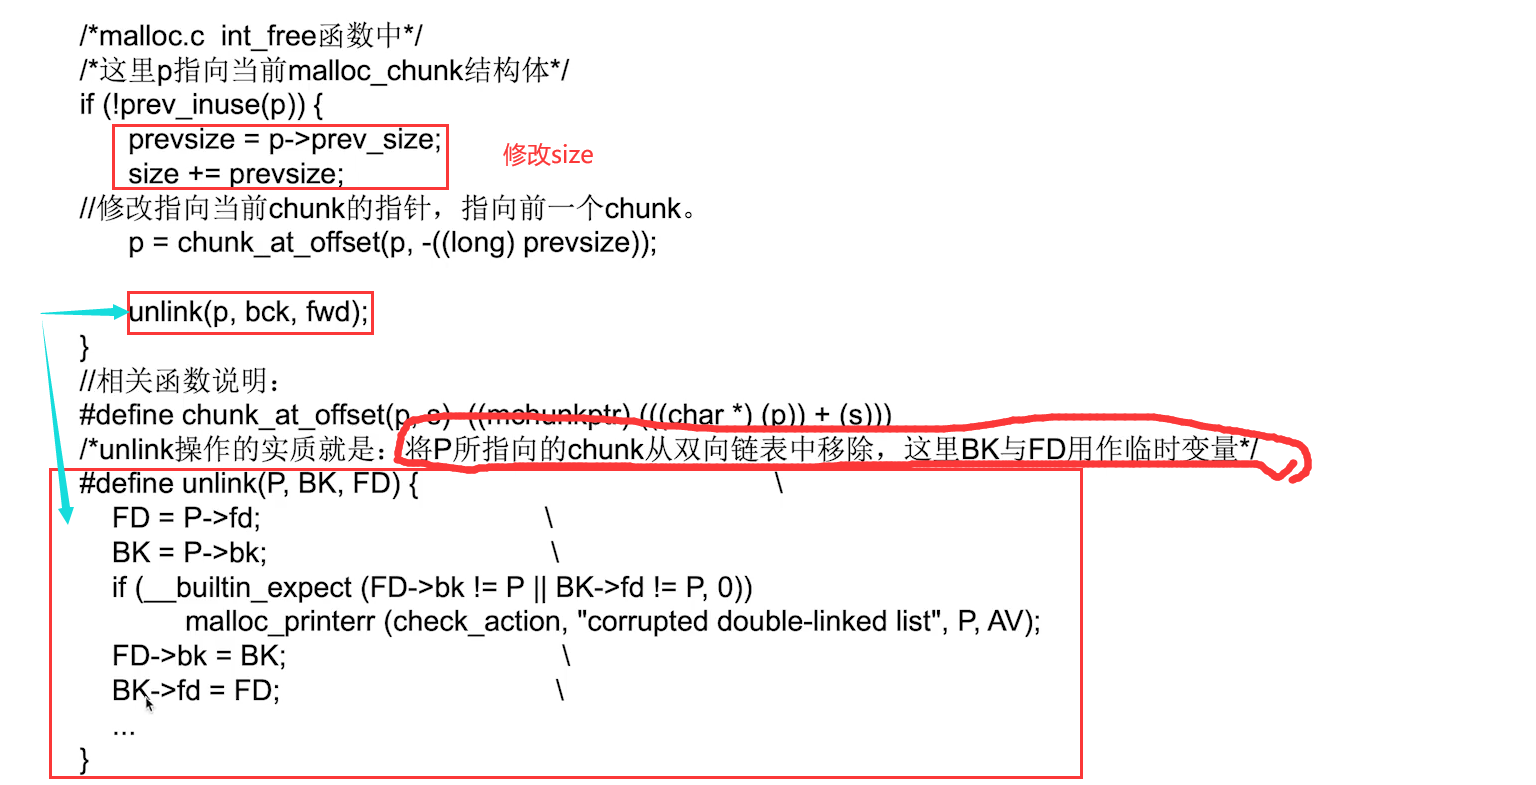 /*malloc.c  int_free函数中*/
/*这里p指向当前malloc_chunk结构体*/
if (!prev_inuse(p)) {
prevsize = p->prev_size;
修改size
size += prevsize;
//修改指向当前chunk的指针，指向前一个chunk。
p = chunk_at_offset(p, -((long) prevsize));
unlink(p, bck, fwd);
}
//相关函数说明：
#define chunk_at_offset(p, s)  ((mchunkptr) (((char *) (p)) + (s)))
/*unlink操作的实质就是：将P所指向的chunk从双向链表中移除，这里BK与FD用作临时变量*/
#define unlink(P, BK, FD) { \
FD = P->fd; \
BK = P->bk; \
if (__builtin_expect (FD->bk != P || BK->fd != P, 0))
malloc_printerr (check_action, "corrupted double-linked list", P, AV);
FD->bk = BK; \
BK->fd = FD; \
...
}